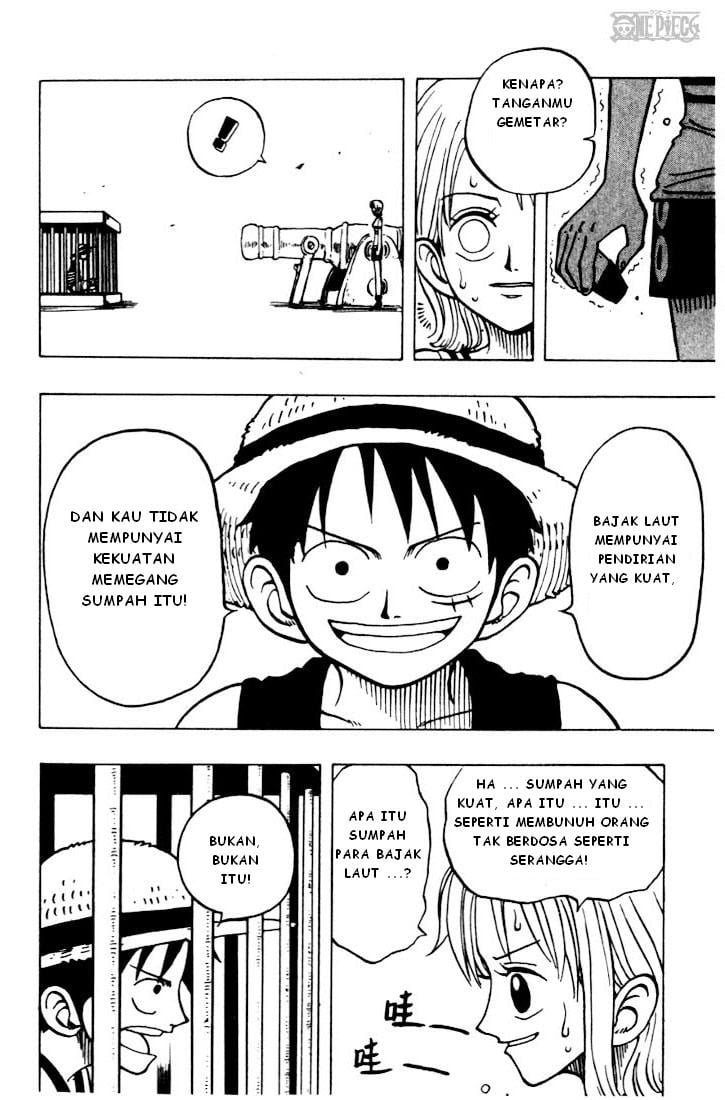 ONE PIECE
KENAPA?
TANGANMU
GEMETAR?
!
BAJAK LAUT
MEMPUNYAI
PENDIRIAN
YANG KUAT,
DAN KAU TIDAK
MEMPUNYAI
KEKUATAN
MEMEGANG
SUMPAH ITU!
HA ... SUMPAH YANG
KUAT, APA ITU ... ITU ...
SEPERTI MEMBUNUH ORANG
TAK BERDOSA SEPERTI
SERANGGA!
APA ITU
SUMPAH
PARA BAJAK
LAUT ...?
哇
哇
BUKAN,
BUKAN
ITU!